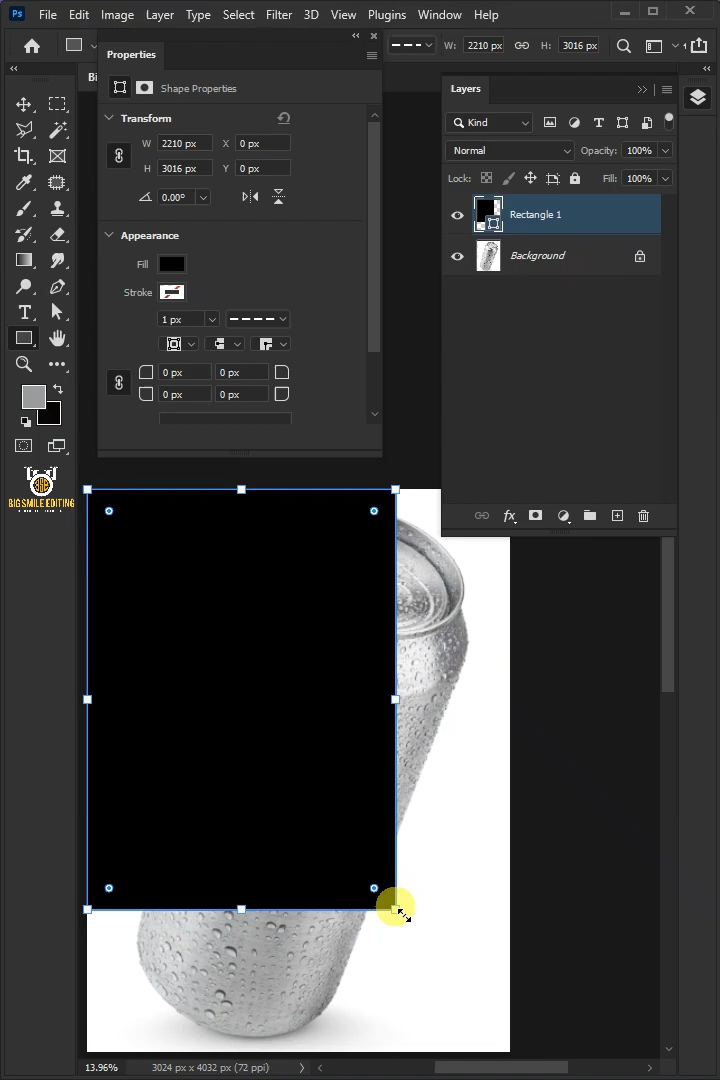 Ps File Edit Image Layer Type Select Filter 3D View Plugins Window Help
W: 2210 px H: 3016 px
Properties
Shape Properties
Transform
W 2210 px X 0 px
H 3016 px Y 0 px
0.00°
Appearance
Fill
Stroke
1 px
0 px 0 px
0 px 0 px
Layers
Kind
Normal Opacity: 100%
Lock: Fill: 100%
Rectangle 1
Background
fx
BIG SMILE EDITING
13.96% 3024 px x 4032 px (72 ppi)